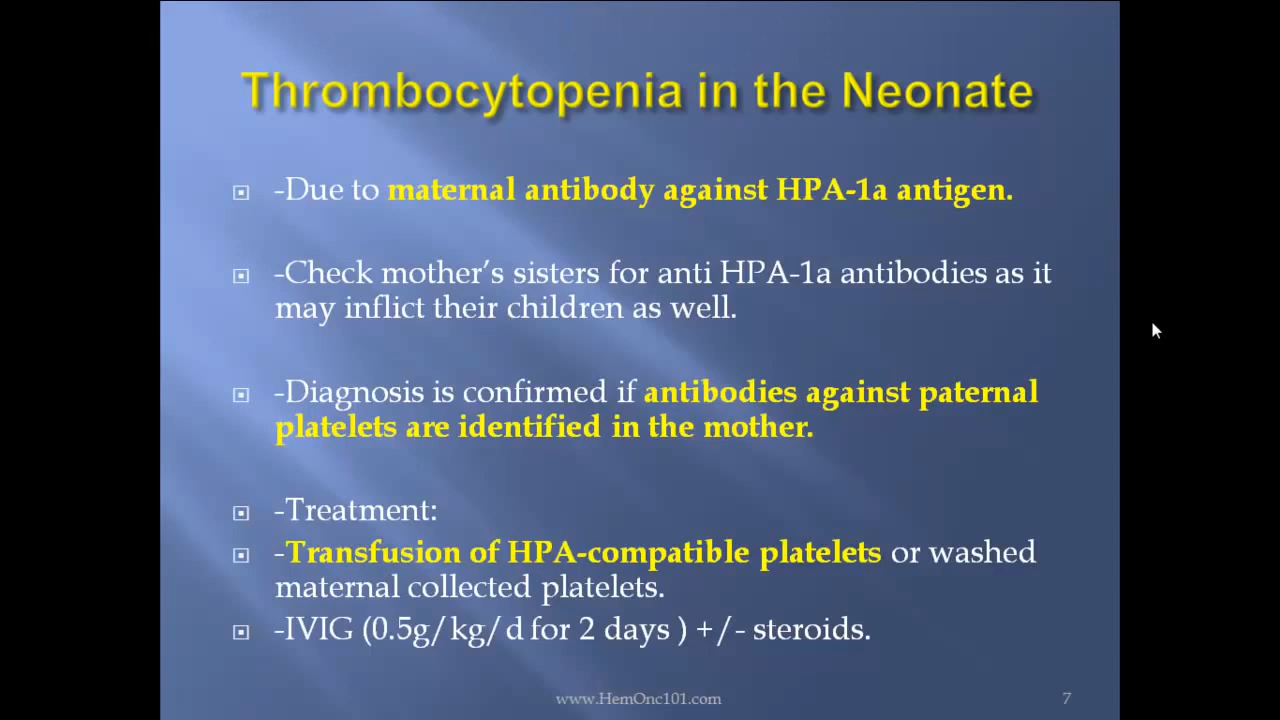 Thrombocytopenia in the Neonate
-Due to maternal antibody against HPA-1a antigen.
-Check mother's sisters for anti HPA-1a antibodies as it
may inflict their children as well.
-Diagnosis is confirmed if antibodies against paternal
platelets are identified in the mother.
-Treatment:
-Transfusion of HPA-compatible platelets or washed
maternal collected platelets.
-IVIG (0.5g/kg/d for 2 days ) +/- steroids.
www.HemOnc101.com
7